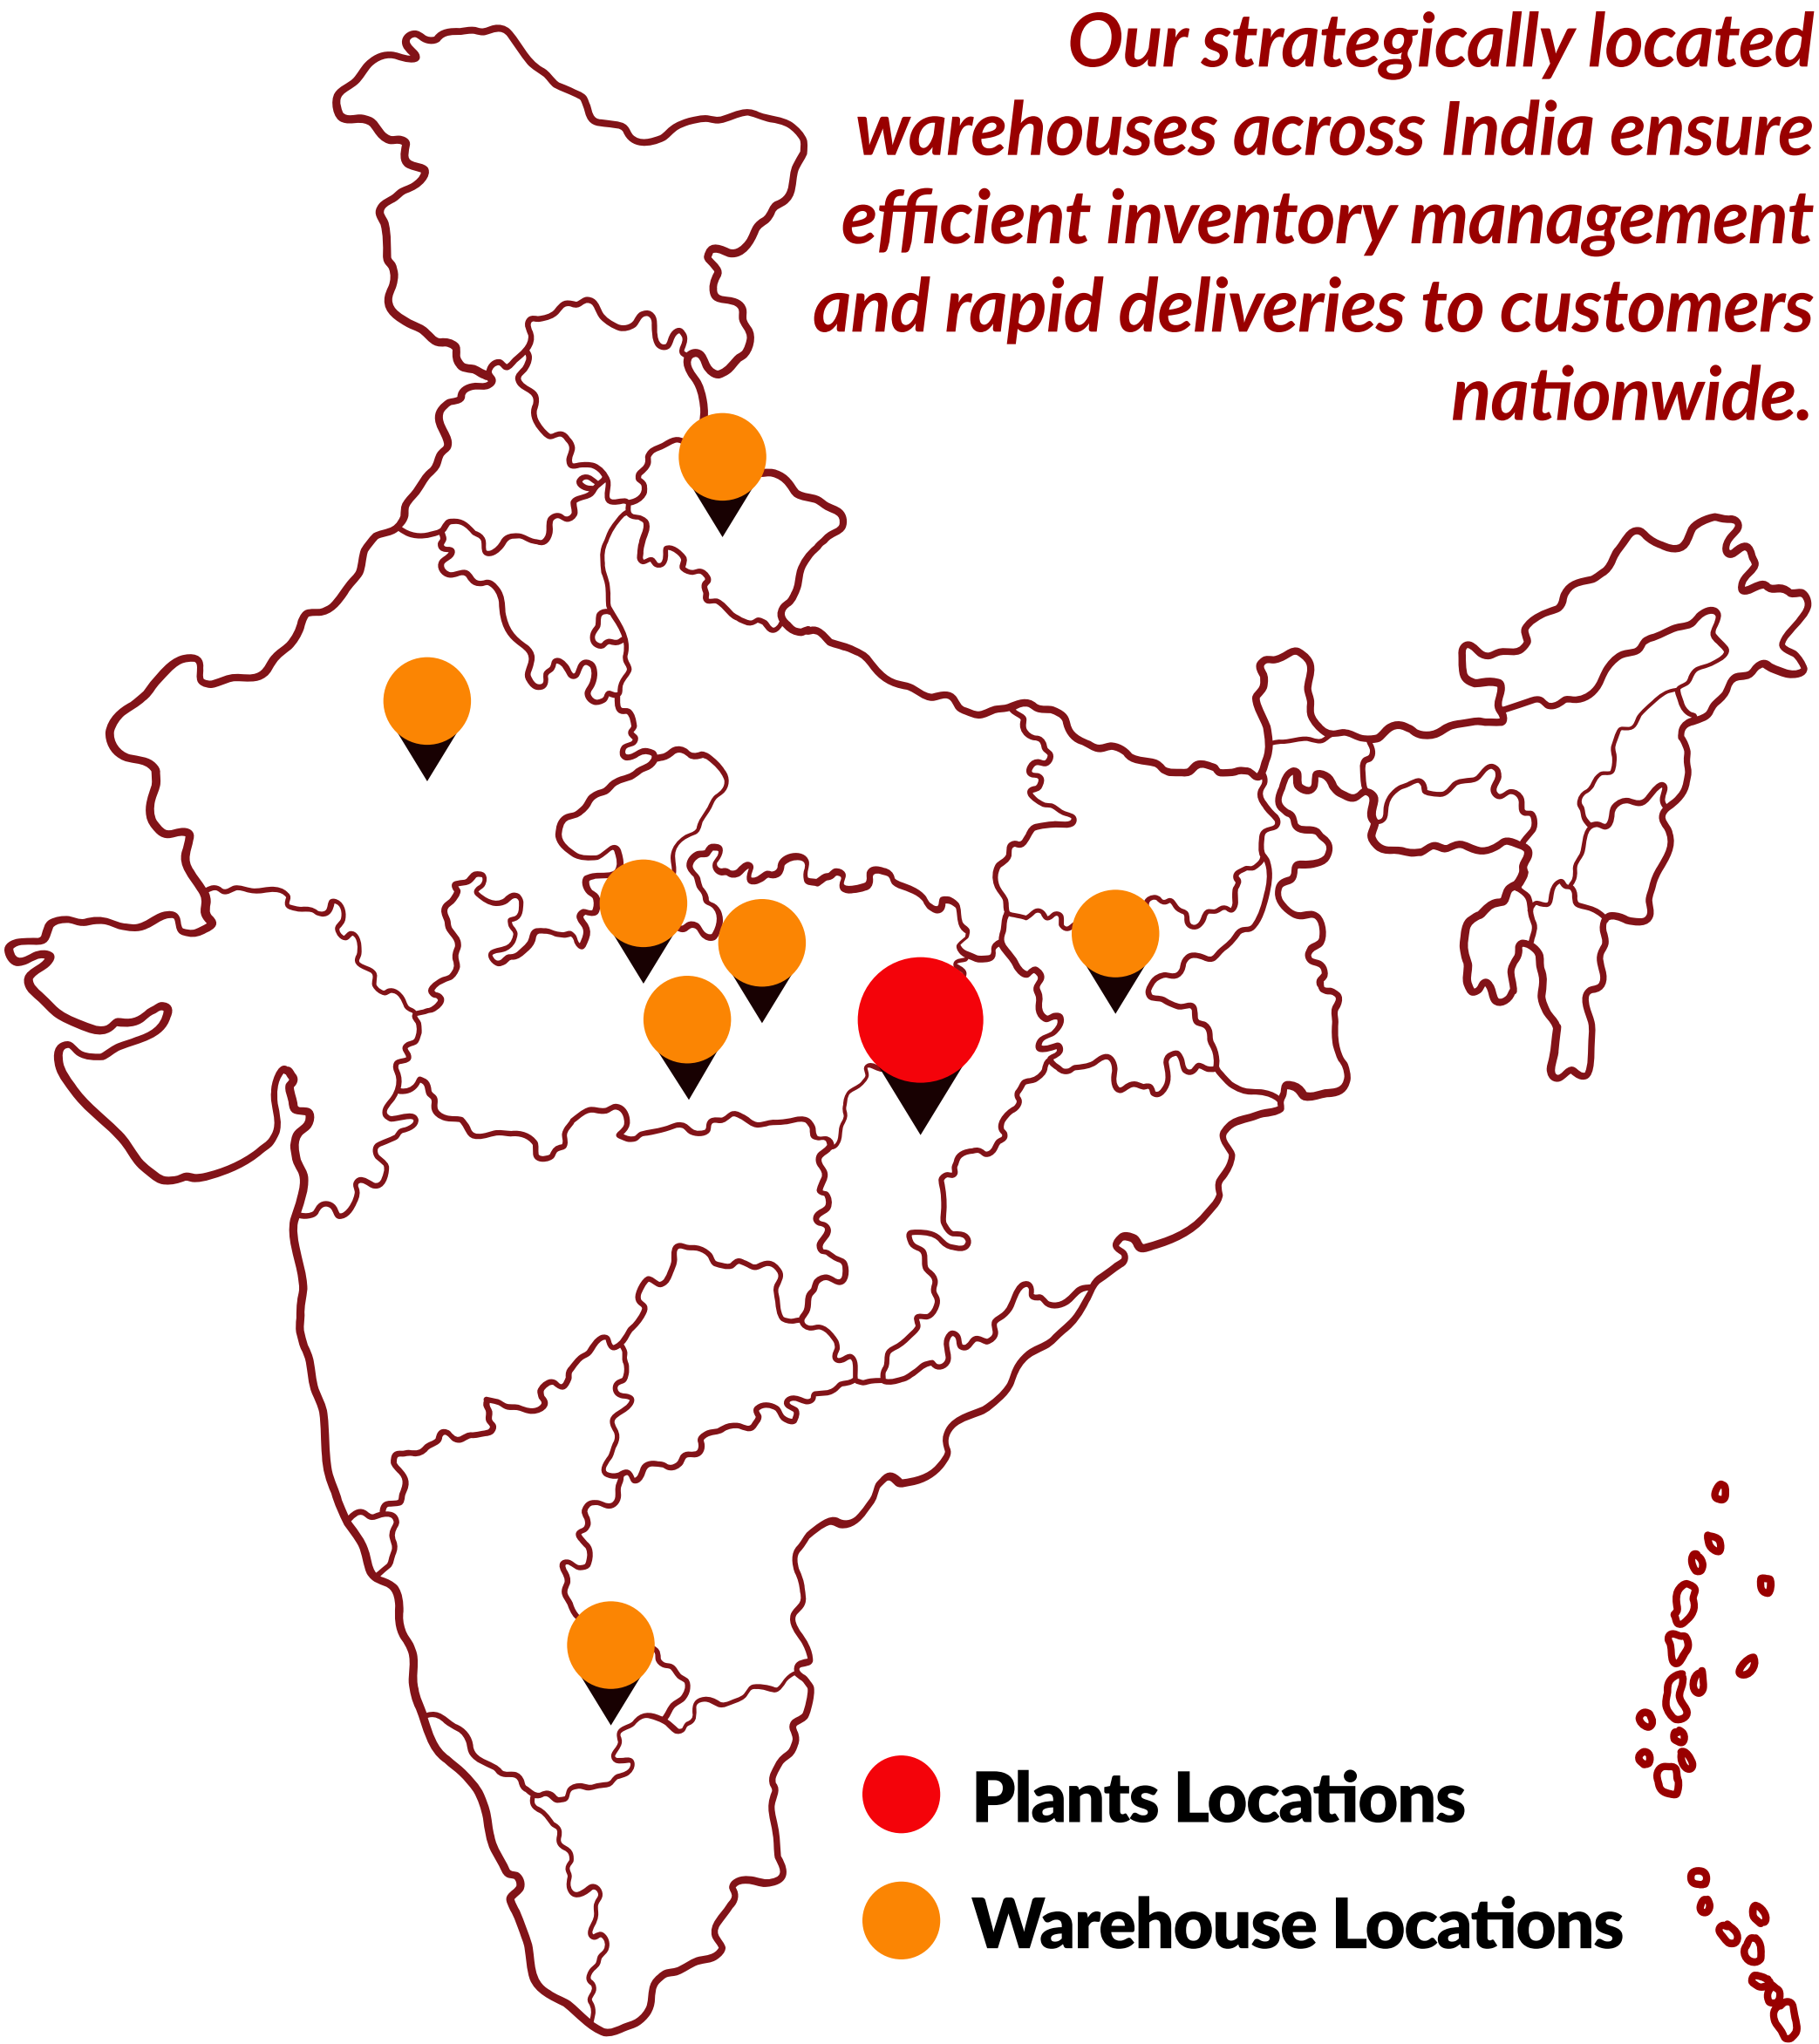 Our strategically located
warehouses across India ensure
efficient inventory management
and rapid deliveries to customers
nationwide.
Plants Locations
Warehouse Locations